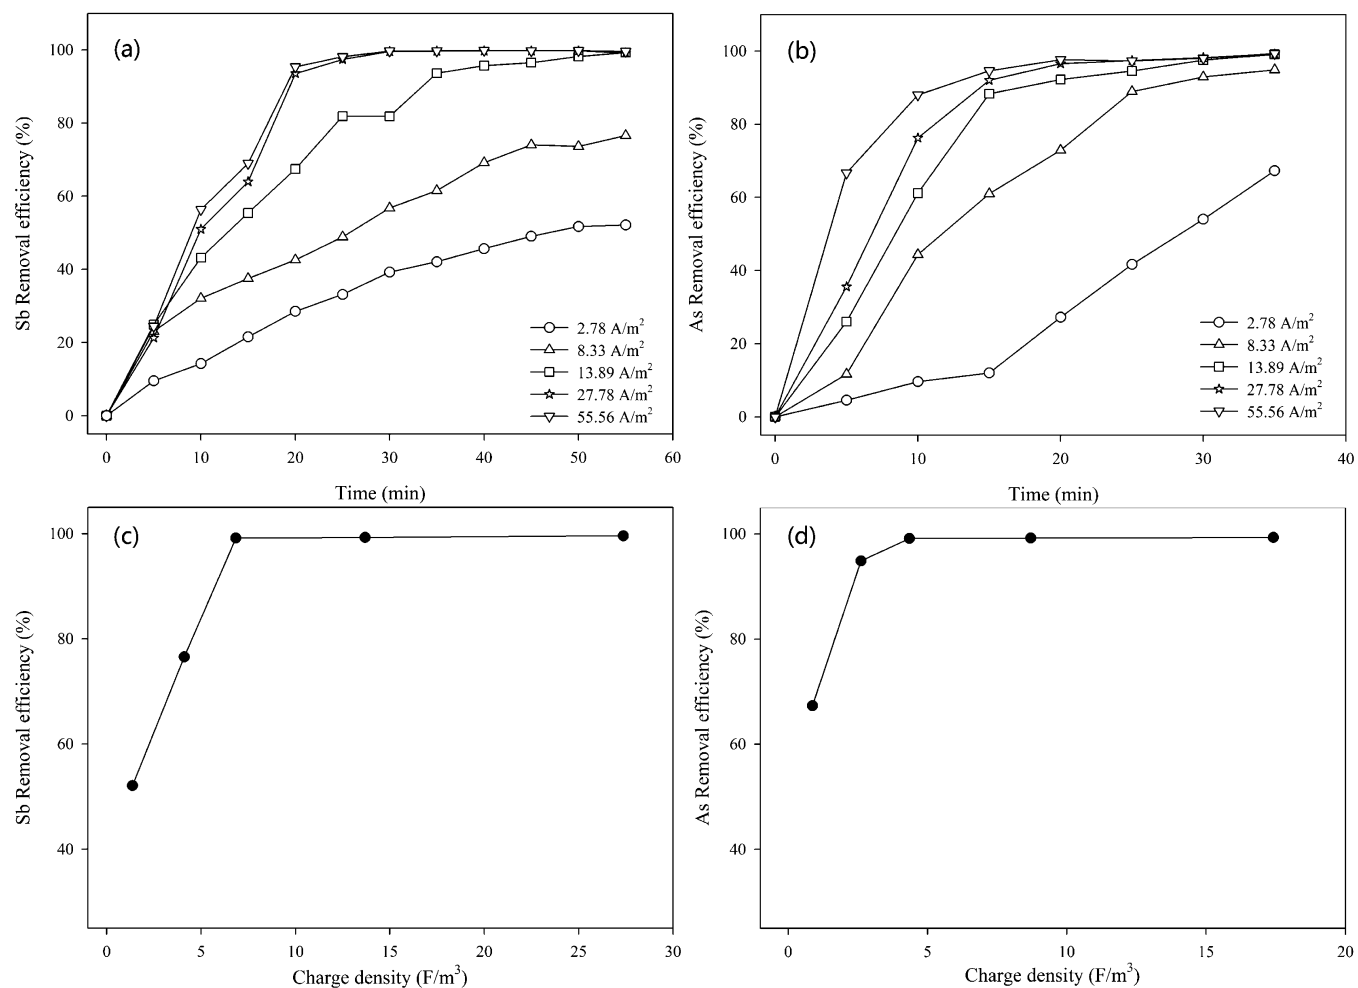 (a)
Sb Removal efficiency (%)
100
80
60
40
20
0
2.78 A/m²
8.33 A/m²
13.89 A/m²
27.78 A/m²
55.56 A/m²
0 10 20 30 40 50 60
Time (min)
(b)
As Removal efficiency (%)
100
80
60
40
20
0
2.78 A/m²
8.33 A/m²
13.89 A/m²
27.78 A/m²
55.56 A/m²
0 10 20 30 40
Time (min)
(c)
Sb Removal efficiency (%)
100
80
60
40
0 5 10 15 20 25 30
Charge density (F/m³)
(d)
As Removal efficiency (%)
100
80
60
40
0 5 10 15 20
Charge density (F/m³)